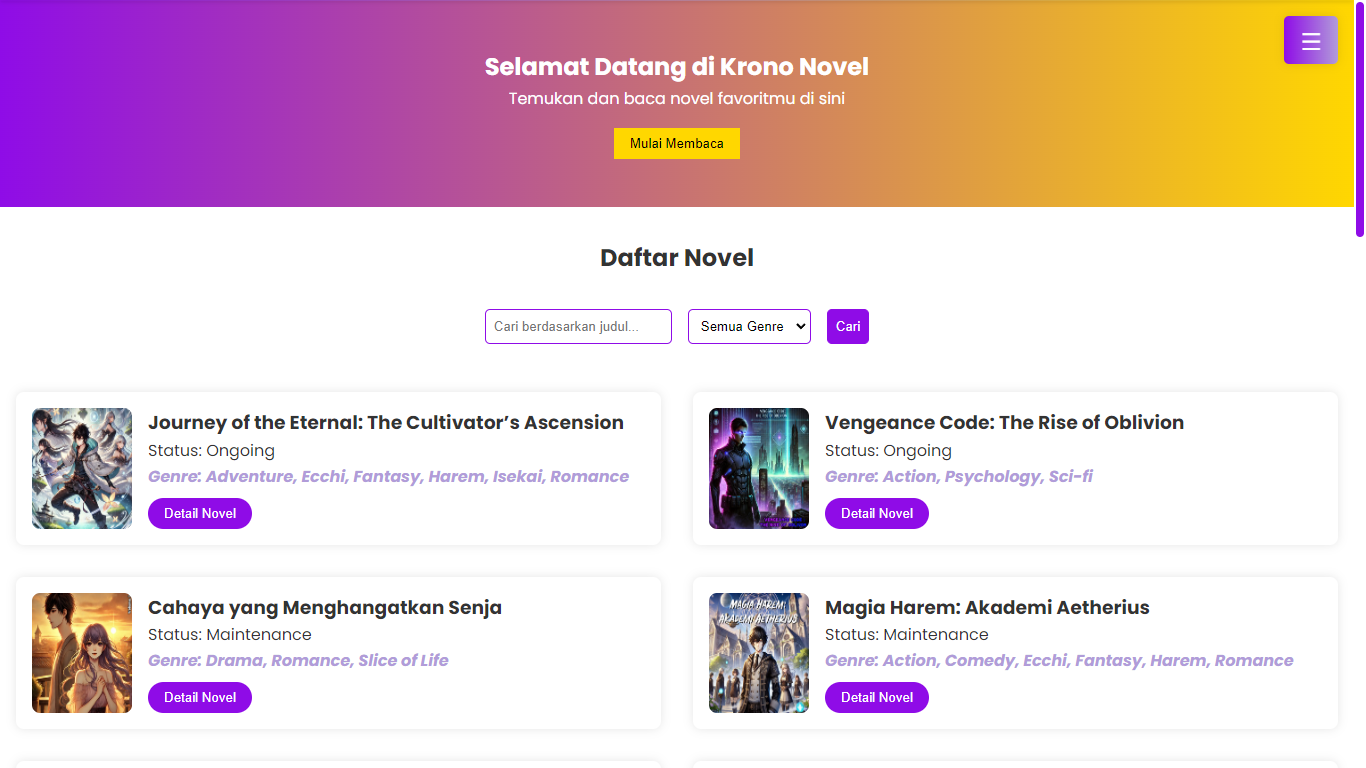 Selamat Datang di Krono Novel
Temukan dan baca novel favoritmu di sini
Mulai Membaca
Daftar Novel
Cari berdasarkan judul...
Semua Genre
Cari
Journey of the Eternal: The Cultivator’s Ascension
Status: Ongoing
Genre: Adventure, Ecchi, Fantasy, Harem, Isekai, Romance
Detail Novel
Vengeance Code: The Rise of Oblivion
Status: Ongoing
Genre: Action, Psychology, Sci-fi
Detail Novel
Cahaya yang Menghangatkan Senja
Status: Maintenance
Genre: Drama, Romance, Slice of Life
Detail Novel
MAGIA HAREM:
AKADEMI AETHERIUS
Magia Harem: Akademi Aetherius
Status: Maintenance
Genre: Action, Comedy, Ecchi, Fantasy, Harem, Romance
Detail Novel